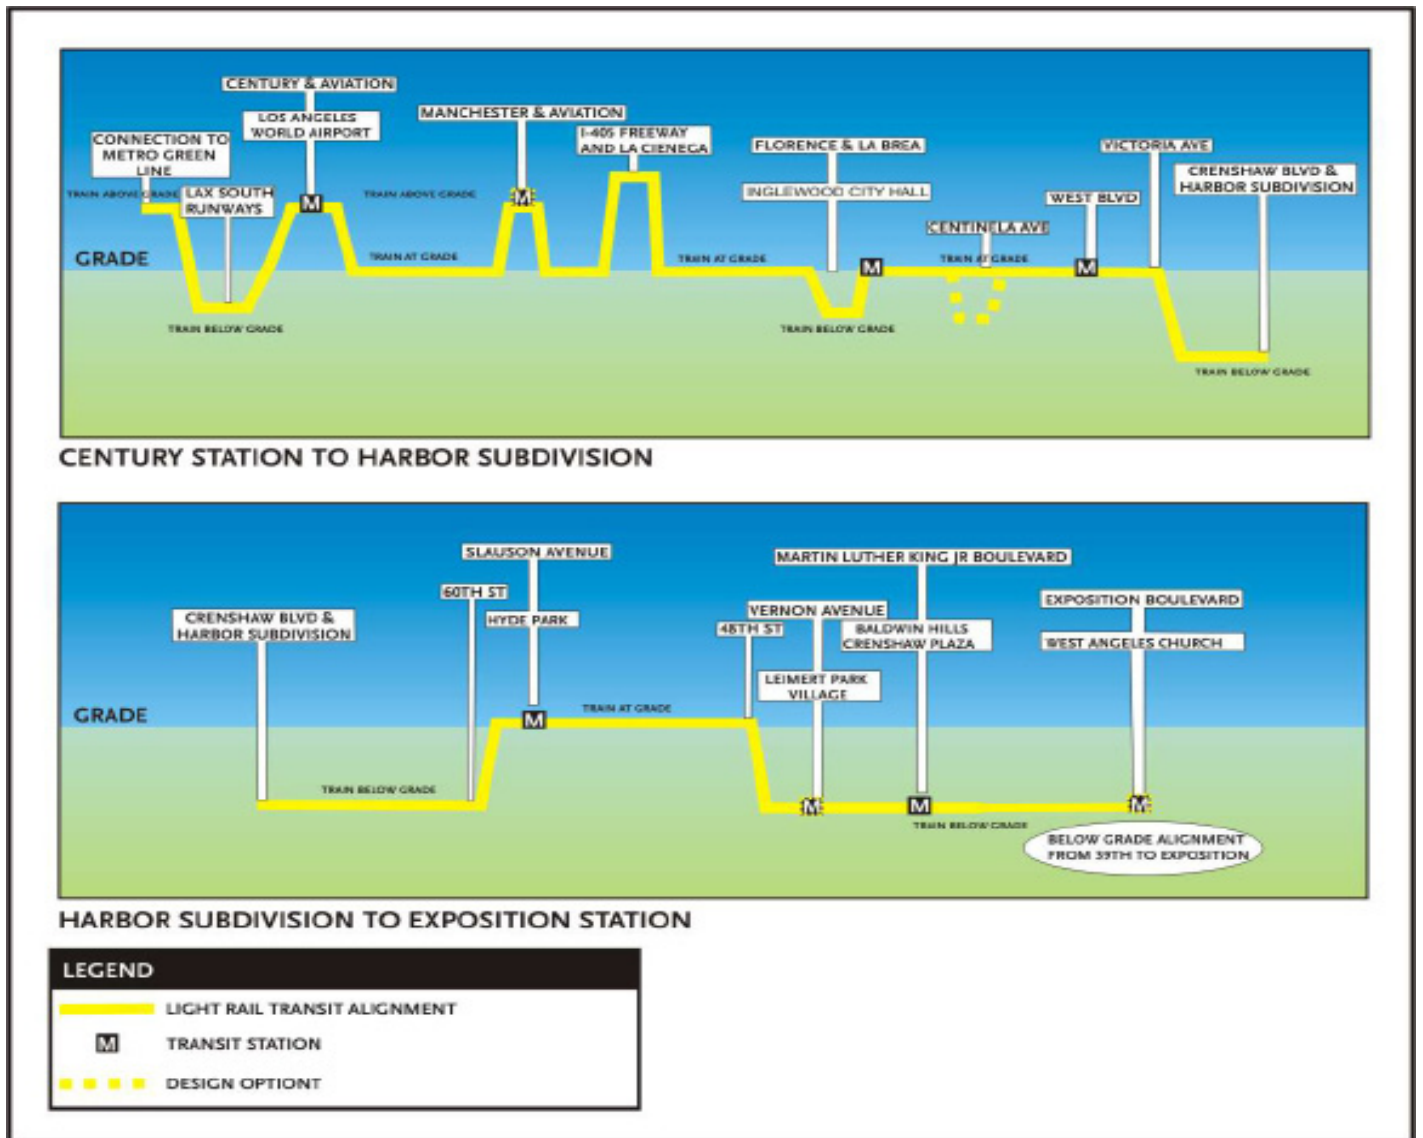 CENTURY & AVIATION
LOS ANGELES
WORLD AIRPORT
CONNECTION TO
METRO GREEN
LINE
TRAIN ABOVE GRADE
LAX SOUTH
RUNWAYS
M
TRAIN ABOVE GRADE
MANCHESTER & AVIATION
M
I-405 FREEWAY
AND LA CIENEGA
FLORENCE & LA BREA
INGLEWOOD CITY HALL
CENTINELA AVE
WEST BLVD
VICTORIA AVE
CRENSHAW BLVD &
HARBOR SUBDIVISION
GRADE
TRAIN AT GRADE
TRAIN AT GRADE
M
TRAIN AT GRADE
M
TRAIN BELOW GRADE
TRAIN BELOW GRADE
TRAIN BELOW GRADE
CENTURY STATION TO HARBOR SUBDIVISION
SLAUSON AVENUE
60TH ST
HYDE PARK
CRENSHAW BLVD &
HARBOR SUBDIVISION
MARTIN LUTHER KING JR BOULEVARD
VERNON AVENUE
48TH ST
BALDWIN HILLS
CRENSHAW PLAZA
LEIMERT PARK
VILLAGE
EXPOSITION BOULEVARD
WEST ANGELES CHURCH
GRADE
M
TRAIN AT GRADE
TRAIN BELOW GRADE
M
M
M
TRAIN BELOW GRADE
BELOW GRADE ALIGNMENT
FROM 39TH TO EXPOSITION
HARBOR SUBDIVISION TO EXPOSITION STATION
LEGEND
LIGHT RAIL TRANSIT ALIGNMENT
M TRANSIT STATION
DESIGN OPTIONT